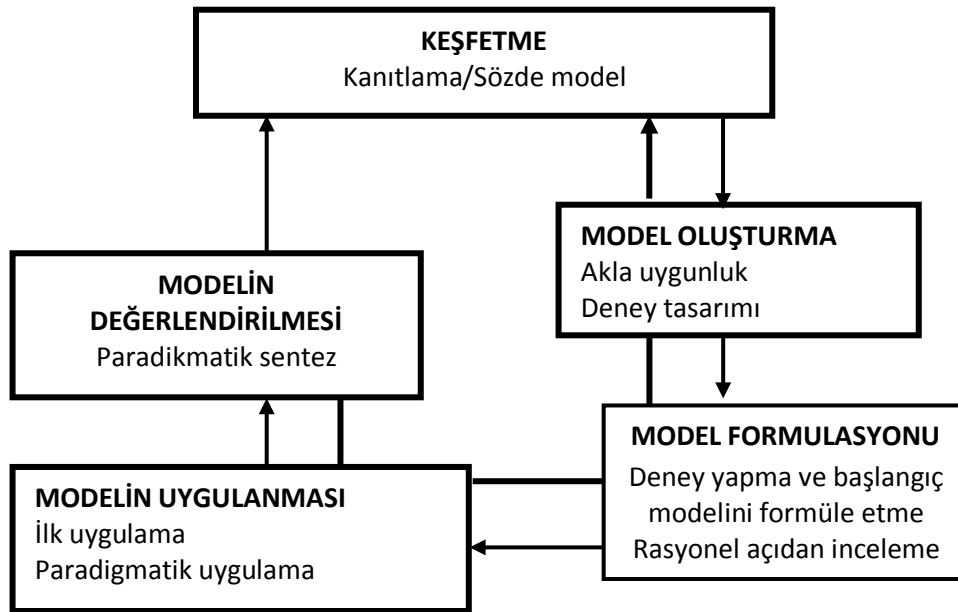 KEŞFETME
Kanıtlama/Sözde model
MODEL OLUŞTURMA
Akla uygunluk
Deney tasarımı
MODEL FORMULASYONU
Deney yapma ve başlangıç
modelini formüle etme
Rasyonel açıdan inceleme
MODELİN UYGULANMASI
İlk uygulama
Paradigmatik uygulama
MODELİN
DEĞERLENDİRİLMESİ
Paradikmatik sentez